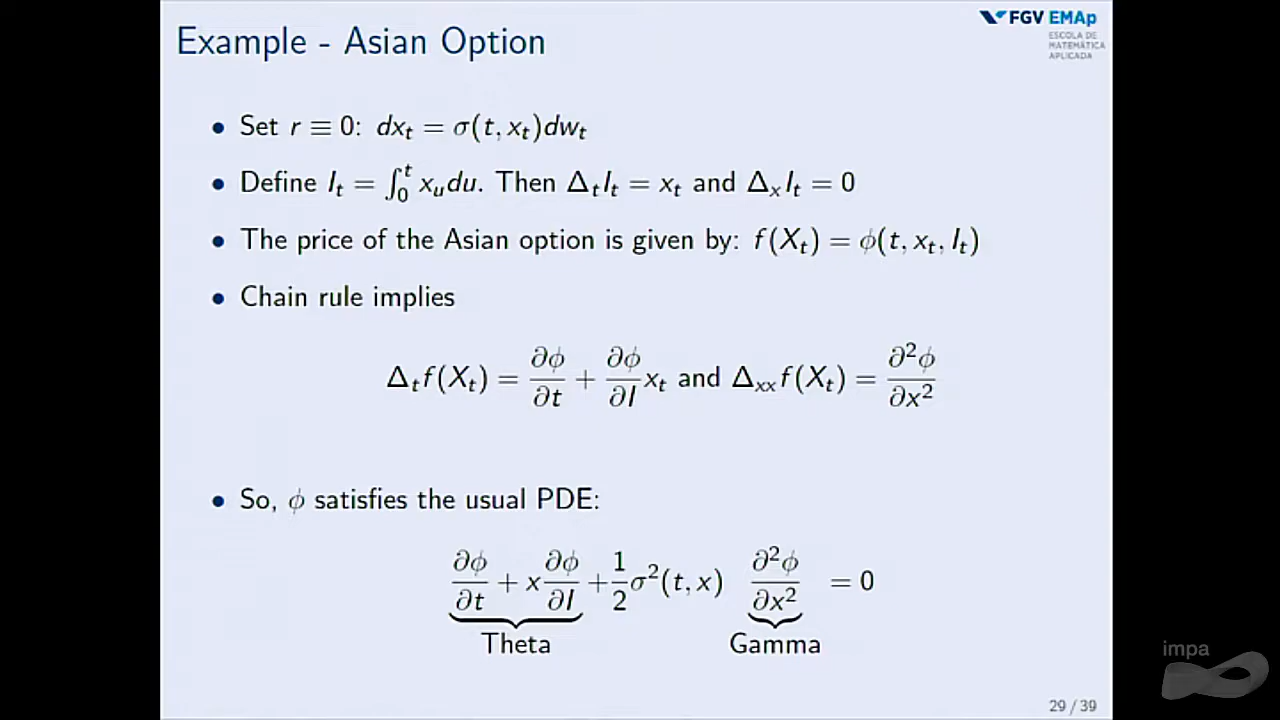 FGV EMAp
ESCOLA DE
MATEMÁTICA
APLICADA
Example - Asian Option
• Set r ≡ 0: dx_t = σ(t, x_t)dw_t
• Define I_t = ∫_0^t x_u du. Then Δ_t I_t = x_t and Δ_x I_t = 0
• The price of the Asian option is given by: f(X_t) = ϕ(t, x_t, I_t)
• Chain rule implies
Δ_t f(X_t) = ∂ϕ/∂t + ∂ϕ/∂I x_t and Δ_xx f(X_t) = ∂²ϕ/∂x²
• So, ϕ satisfies the usual PDE:
∂ϕ/∂t + x ∂ϕ/∂I + 1/2 σ²(t, x) ∂²ϕ/∂x² = 0
Theta Gamma
impa
29 / 39